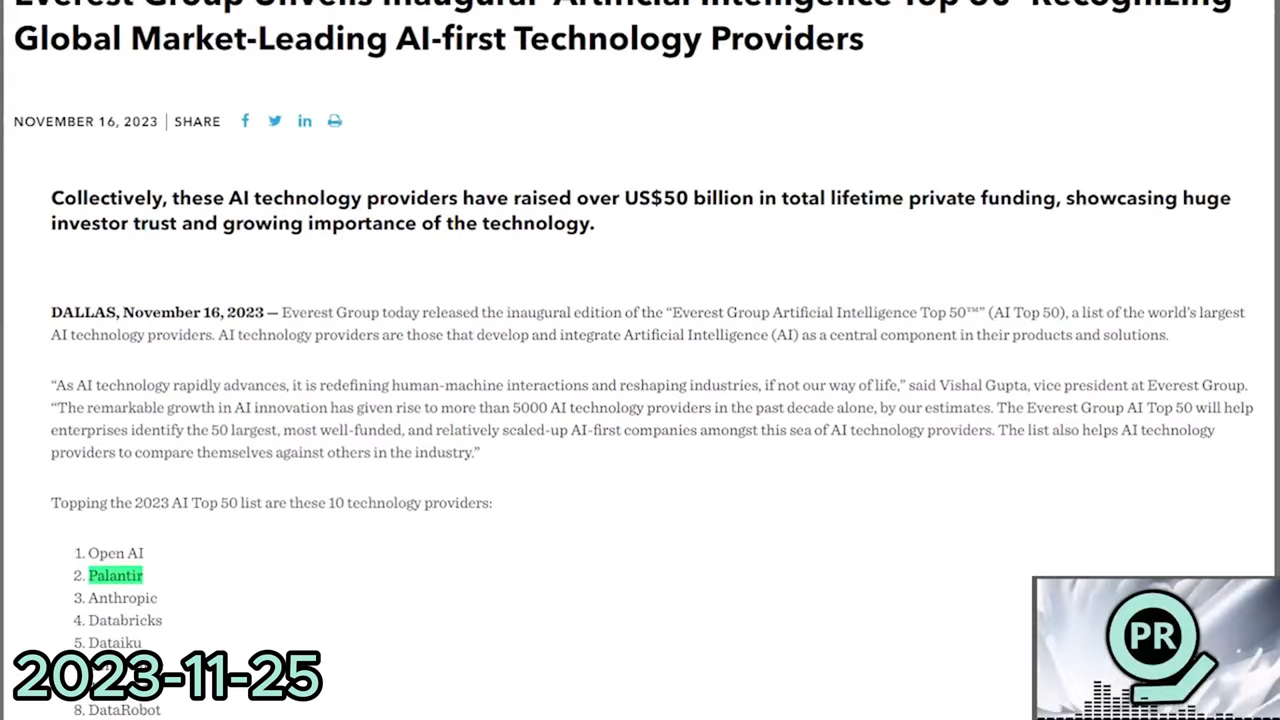 Everest Group Unveils Inaugural "Artificial Intelligence Top 50" Recognizing
Global Market-Leading AI-first Technology Providers
NOVEMBER 16, 2023 | SHARE
Collectively, these AI technology providers have raised over US$50 billion in total lifetime private funding, showcasing huge
investor trust and growing importance of the technology.
DALLAS, November 16, 2023 — Everest Group today released the inaugural edition of the “Everest Group Artificial Intelligence Top 50™” (AI Top 50), a list of the world’s largest
AI technology providers. AI technology providers are those that develop and integrate Artificial Intelligence (AI) as a central component in their products and solutions.
“As AI technology rapidly advances, it is redefining human-machine interactions and reshaping industries, if not our way of life,” said Vishal Gupta, vice president at Everest Group.
“The remarkable growth in AI innovation has given rise to more than 5000 AI technology providers in the past decade alone, by our estimates. The Everest Group AI Top 50 will help
enterprises identify the 50 largest, most well-funded, and relatively scaled-up AI-first companies amongst this sea of AI technology providers. The list also helps AI technology
providers to compare themselves against others in the industry.”
Topping the 2023 AI Top 50 list are these 10 technology providers:
1. Open AI
2. Palantir
3. Anthropic
4. Databricks
5. Dataiku
8. DataRobot
2023-11-25
PR